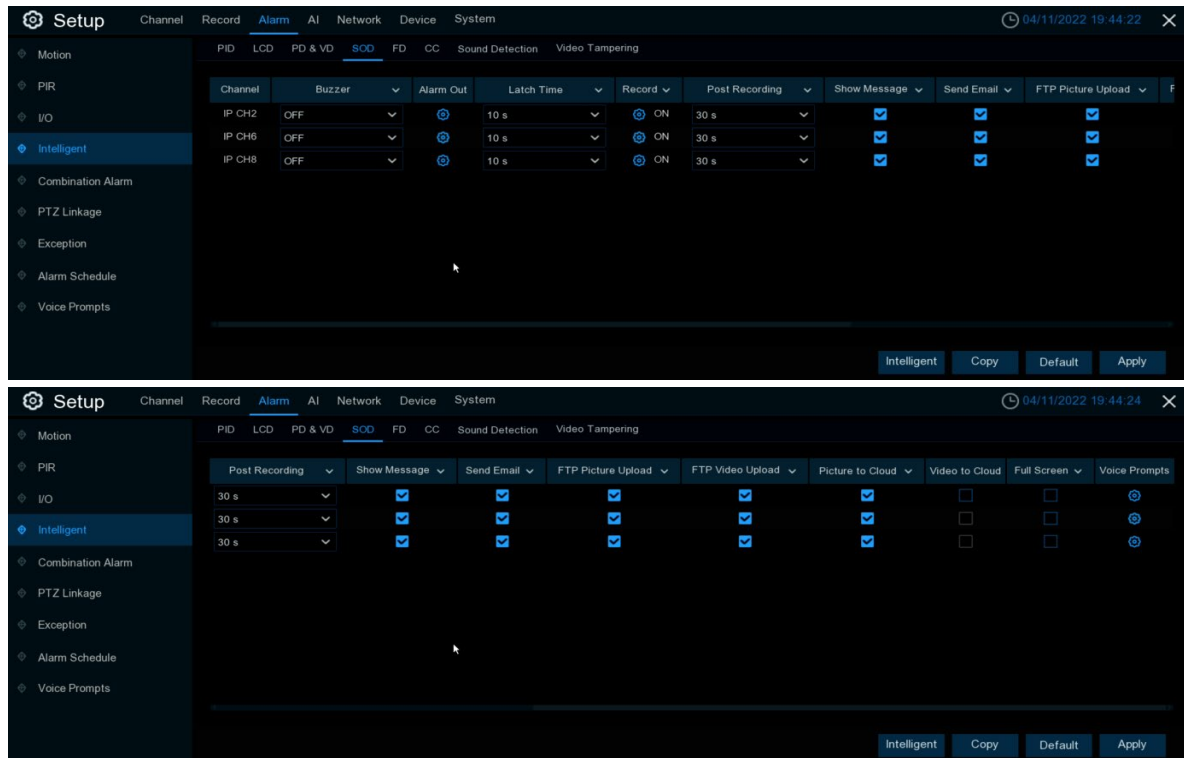 Setup Channel Record Alarm AI Network Device System 04/11/2022 19:44:22
PID LCD PD & VD SOD FD CC Sound Detection Video Tampering
Motion
PIR
I/O
Intelligent
Combination Alarm
PTZ Linkage
Exception
Alarm Schedule
Voice Prompts
Channel Buzzer Alarm Out Latch Time Record Post Recording Show Message Send Email FTP Picture Upload F
IP CH2 OFF 10 s ON 30 s
IP CH6 OFF 10 s ON 30 s
IP CH8 OFF 10 s ON 30 s
Intelligent Copy Default Apply
Setup Channel Record Alarm AI Network Device System 04/11/2022 19:44:24
PID LCD PD & VD SOD FD CC Sound Detection Video Tampering
Motion
PIR
I/O
Intelligent
Combination Alarm
PTZ Linkage
Exception
Alarm Schedule
Voice Prompts
Post Recording Show Message Send Email FTP Picture Upload FTP Video Upload Picture to Cloud Video to Cloud Full Screen Voice Prompts
30 s
30 s
30 s
Intelligent Copy Default Apply